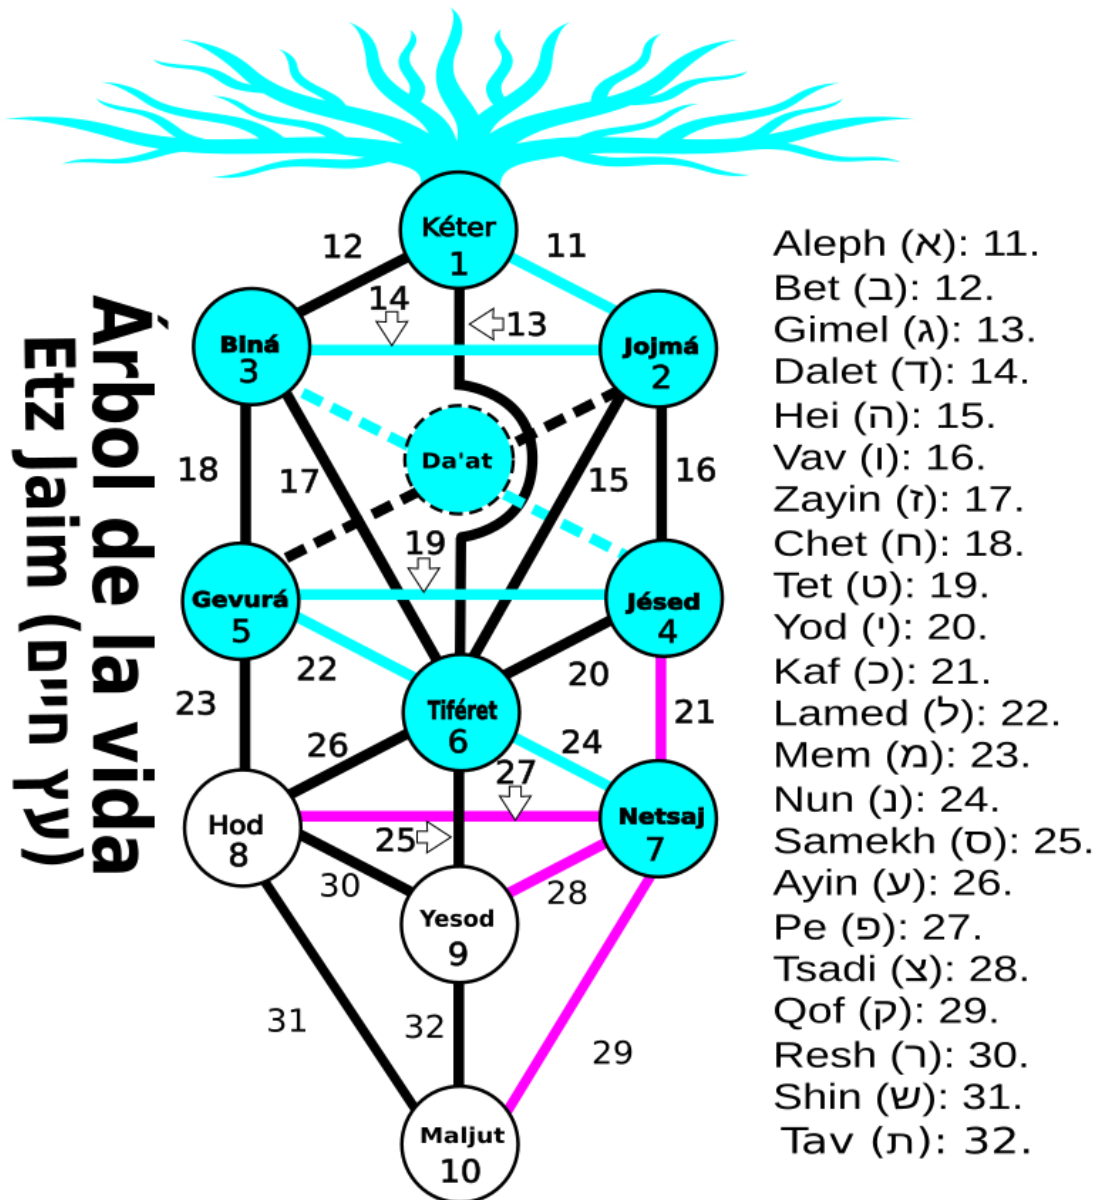 Árbol de la vida
Etz Jaim (עץ חיים)
Kéter
1
12
11
14
13
Biná
3
Jojmá
2
Da'at
18
17
15
16
19
Gevurá
5
Jésed
4
22
20
23
21
Tiféret
6
26
24
27
Hod
8
25
Netsaj
7
30
28
Yesod
9
31
32
29
Maljut
10
Aleph (א): 11.
Bet (ב): 12.
Gimel (ג): 13.
Dalet (ד): 14.
Hei (ה): 15.
Vav (ו): 16.
Zayin (ז): 17.
Chet (ח): 18.
Tet (ט): 19.
Yod (י): 20.
Kaf (כ): 21.
Lamed (ל): 22.
Mem (מ): 23.
Nun (נ): 24.
Samekh (ס): 25.
Ayin (ע): 26.
Pe (פ): 27.
Tsadi (צ): 28.
Qof (ק): 29.
Resh (ר): 30.
Shin (ש): 31.
Tav (ת): 32.